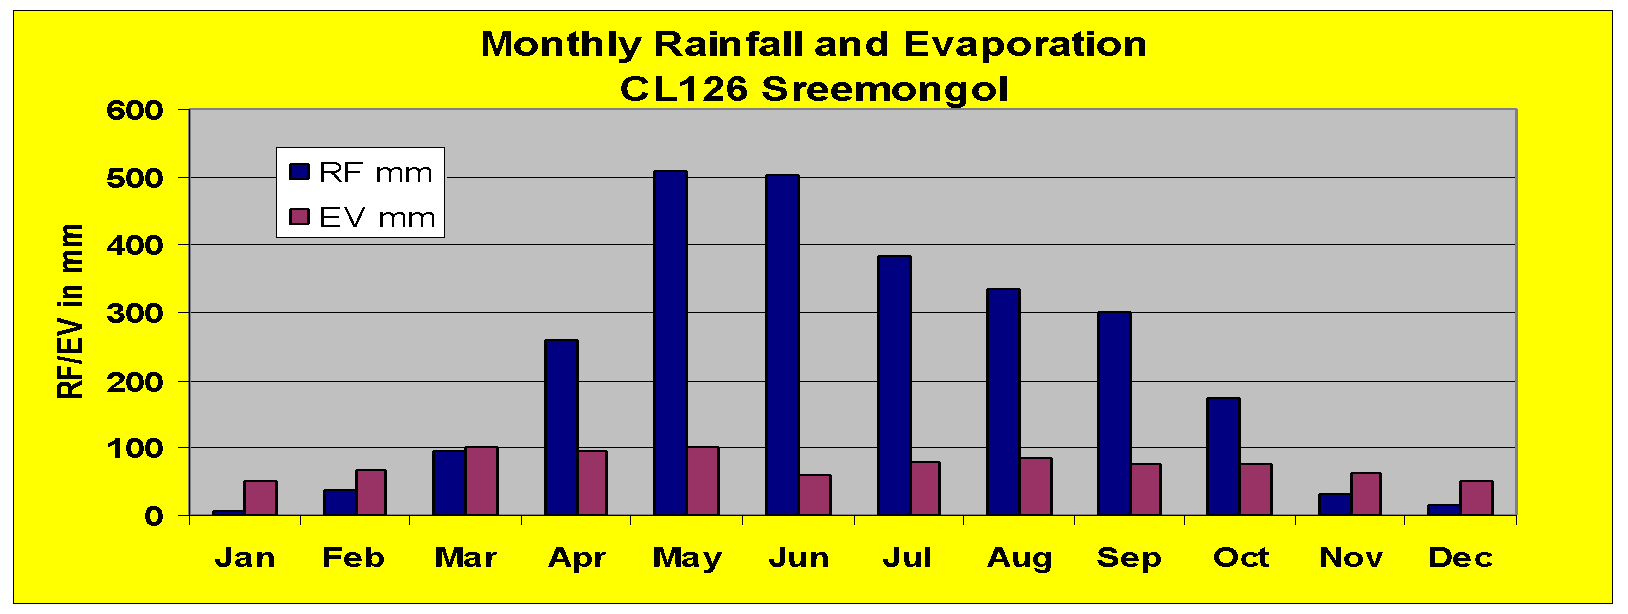 Monthly Rainfall and Evaporation
CL126 Sreemongol
RF/EV in mm
600
500
400
300
200
100
0
RF mm
EV mm
Jan Feb Mar Apr May Jun Jul Aug Sep Oct Nov Dec